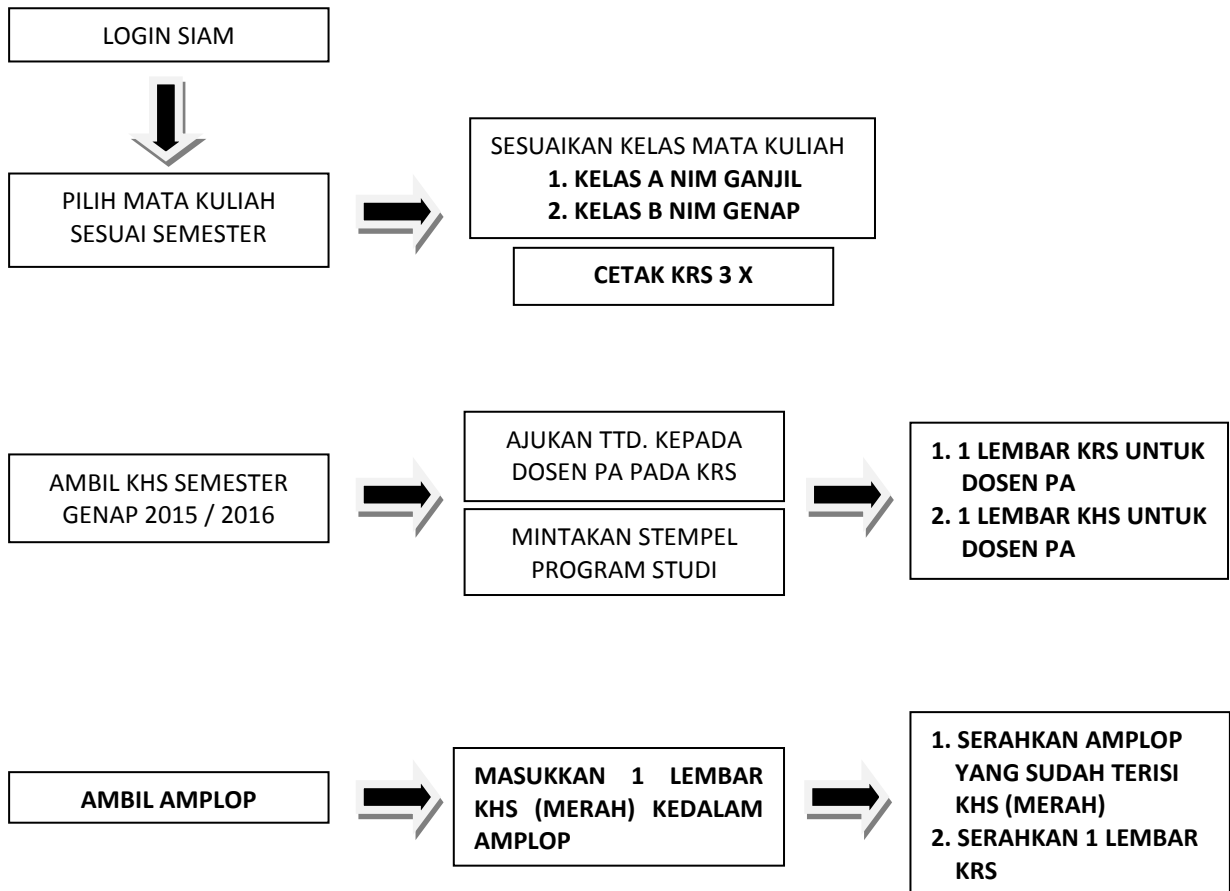 LOGIN SIAM
PILIH MATA KULIAH
SESUAI SEMESTER
SESUAIKAN KELAS MATA KULIAH
1. KELAS A NIM GANJIL
2. KELAS B NIM GENAP
CETAK KRS 3 X
AMBIL KHS SEMESTER
GENAP 2015 / 2016
AJUKAN TTD. KEPADA
DOSEN PA PADA KRS
MINTAKAN STEMPEL
PROGRAM STUDI
1. 1 LEMBAR KRS UNTUK
DOSEN PA
2. 1 LEMBAR KHS UNTUK
DOSEN PA
AMBIL AMPLOP
MASUKKAN 1 LEMBAR
KHS (MERAH) KEDALAM
AMPLOP
1. SERAHKAN AMPLOP
YANG SUDAH TERISI
KHS (MERAH)
2. SERAHKAN 1 LEMBAR
KRS